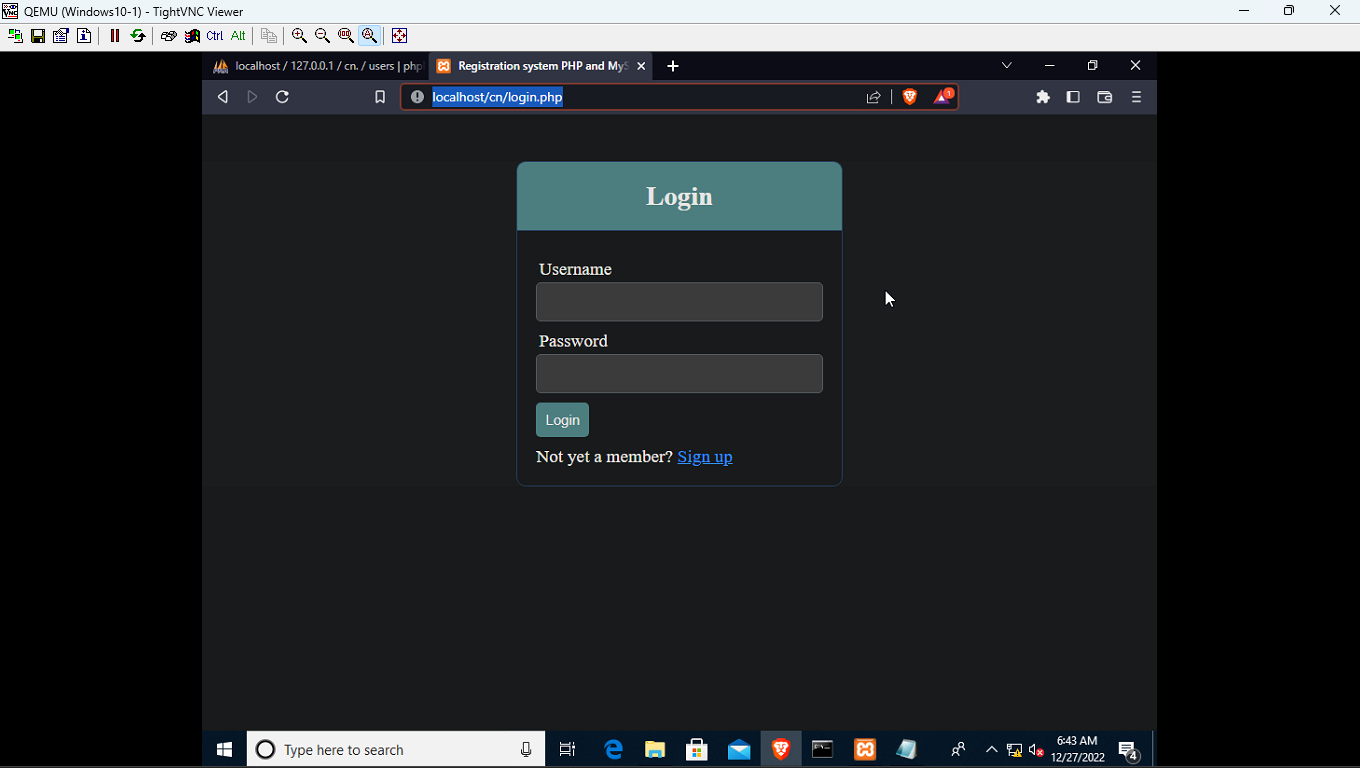 QEMU (Windows10-1) - TightVNC Viewer
Ctrl Alt
localhost / 127.0.0.1 / cn. / users | php
Registration system PHP and MyS
localhost/cn/login.php
1
Login
Username
Password
Login
Not yet a member? Sign up
Type here to search
6:43 AM
12/27/2022
4